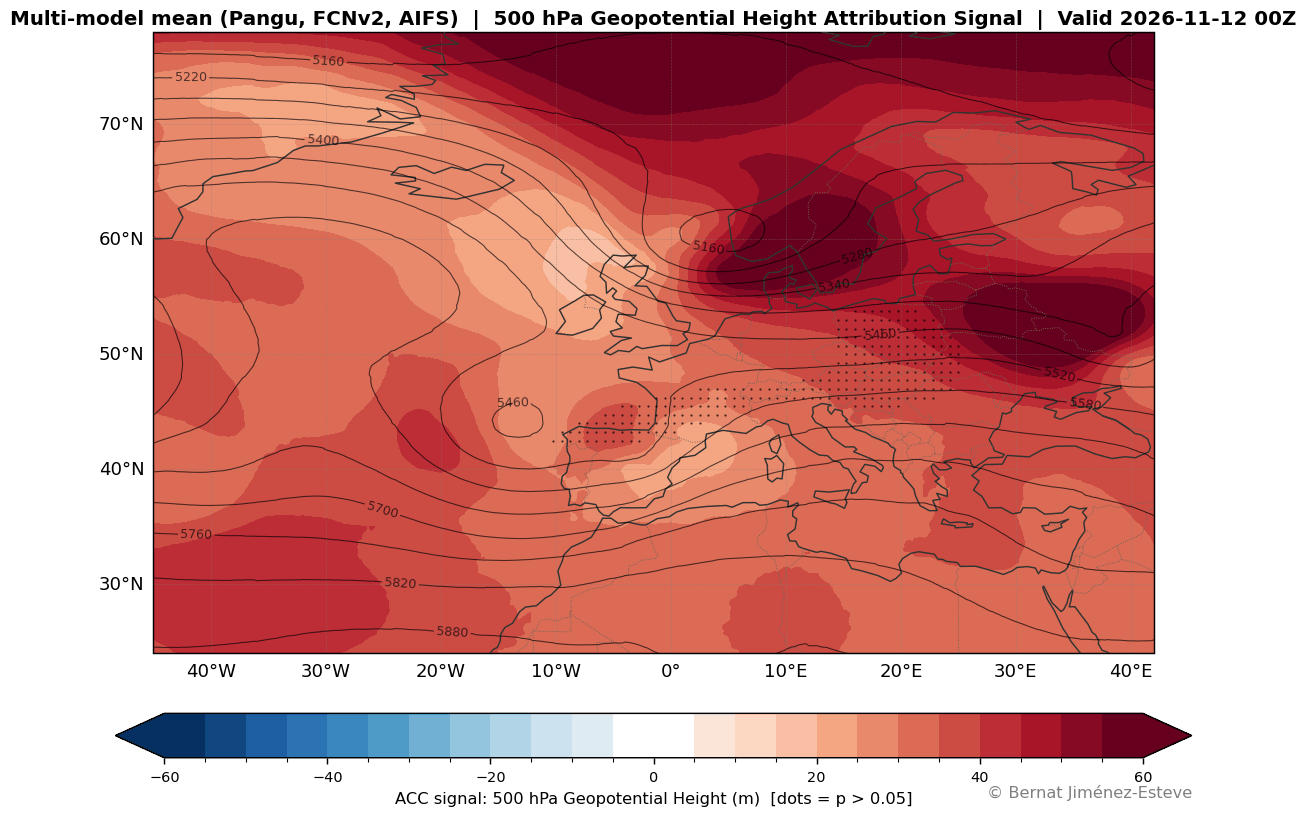 Multi-model mean (Pangu, FCNv2, AIFS)  |  500 hPa Geopotential Height Attribution Signal  |  Valid 2026-11-12 00Z
5160
5220
70°N
5400
60°N
5160
5280
5340
5460
50°N
5520
5460
5580
40°N
5700
5760
30°N
5820
5880
40°W 30°W 20°W 10°W 0° 10°E 20°E 30°E 40°E
−60 −40 −20 0 20 40 60
ACC signal: 500 hPa Geopotential Height (m)  [dots = p > 0.05]
© Bernat Jiménez-Esteve